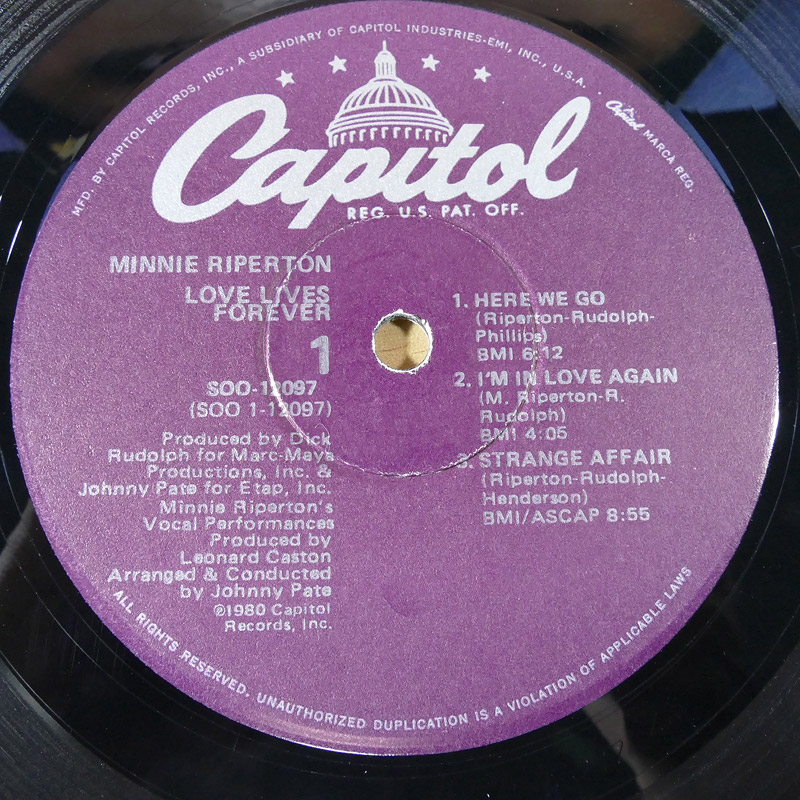 MFD. BY CAPITOL RECORDS, INC., A SUBSIDIARY OF CAPITOL INDUSTRIES-EMI, INC., U.S.A. · Capitol MARCA REG.
Capitol
REG. U.S. PAT. OFF.
MINNIE RIPERTON
LOVE LIVES
FOREVER
1
SOO-12097
(SOO 1-12097)
Produced by Dick
Rudolph for Marc-Maya
Productions, Inc. &
Johnny Pate for Etap, Inc.
Minnie Riperton's
Vocal Performances
Produced by
Leonard Caston
Arranged & Conducted
by Johnny Pate
©1980 Capitol
Records, Inc.
1. HERE WE GO
(Riperton-Rudolph-
Phillips)
BMI 6:12
2. I'M IN LOVE AGAIN
(M. Riperton-R.
Rudolph)
BMI 4:05
3. STRANGE AFFAIR
(Riperton-Rudolph-
Henderson)
BMI/ASCAP 8:55
ALL RIGHTS RESERVED. UNAUTHORIZED DUPLICATION IS A VIOLATION OF APPLICABLE LAWS